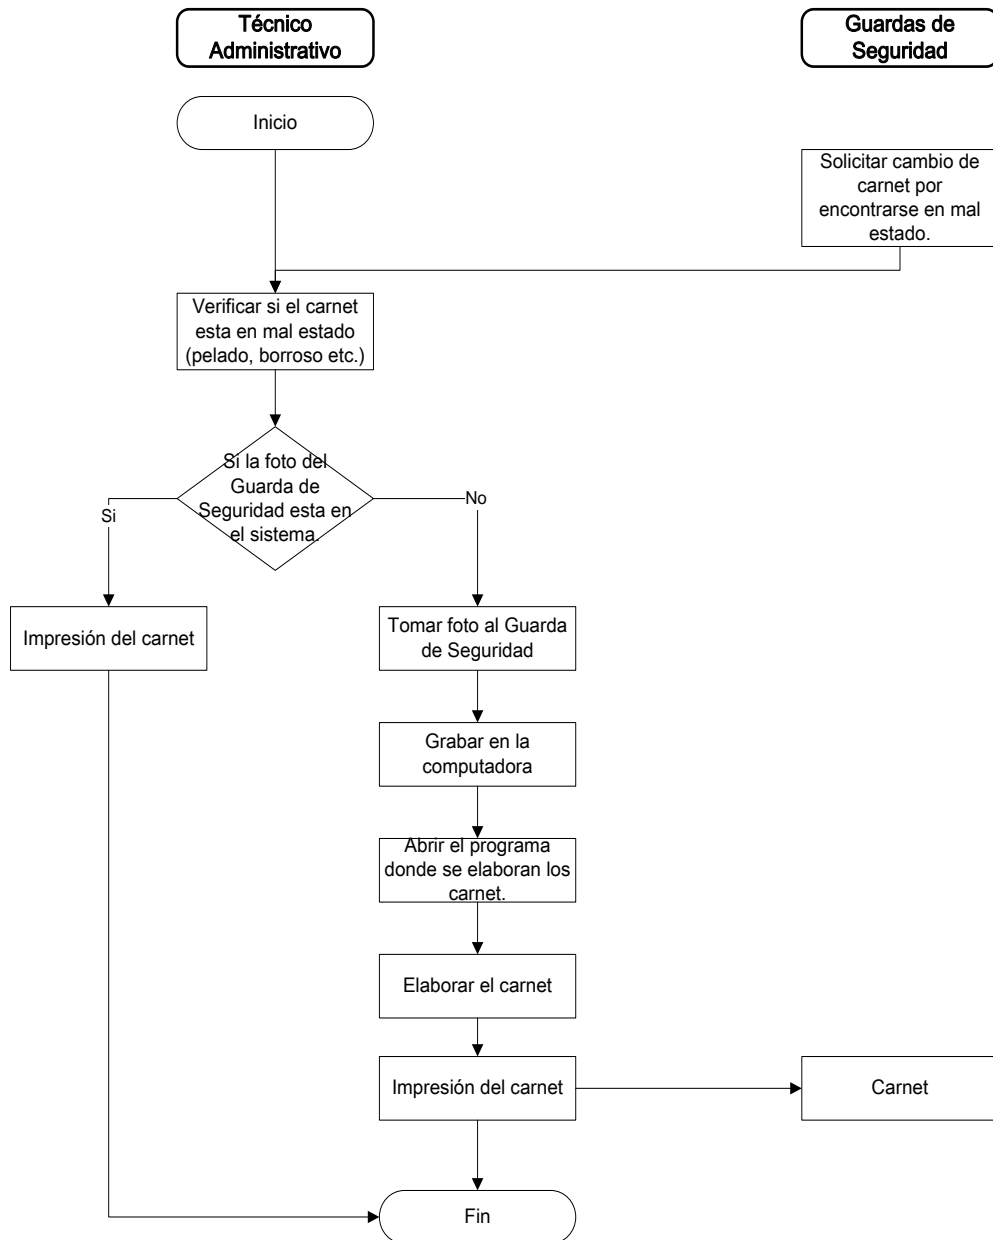 Técnico
Administrativo
Guardas de
Seguridad
Inicio
Solicitar cambio de
carnet por
encontrarse en mal
estado.
Verificar si el carnet
esta en mal estado
(pelado, borroso etc.)
Si la foto del
Guarda de
Seguridad esta en
el sistema.
Si
No
Impresión del carnet
Tomar foto al Guarda
de Seguridad
Grabar en la
computadora
Abrir el programa
donde se elaboran los
carnet.
Elaborar el carnet
Impresión del carnet
Carnet
Fin